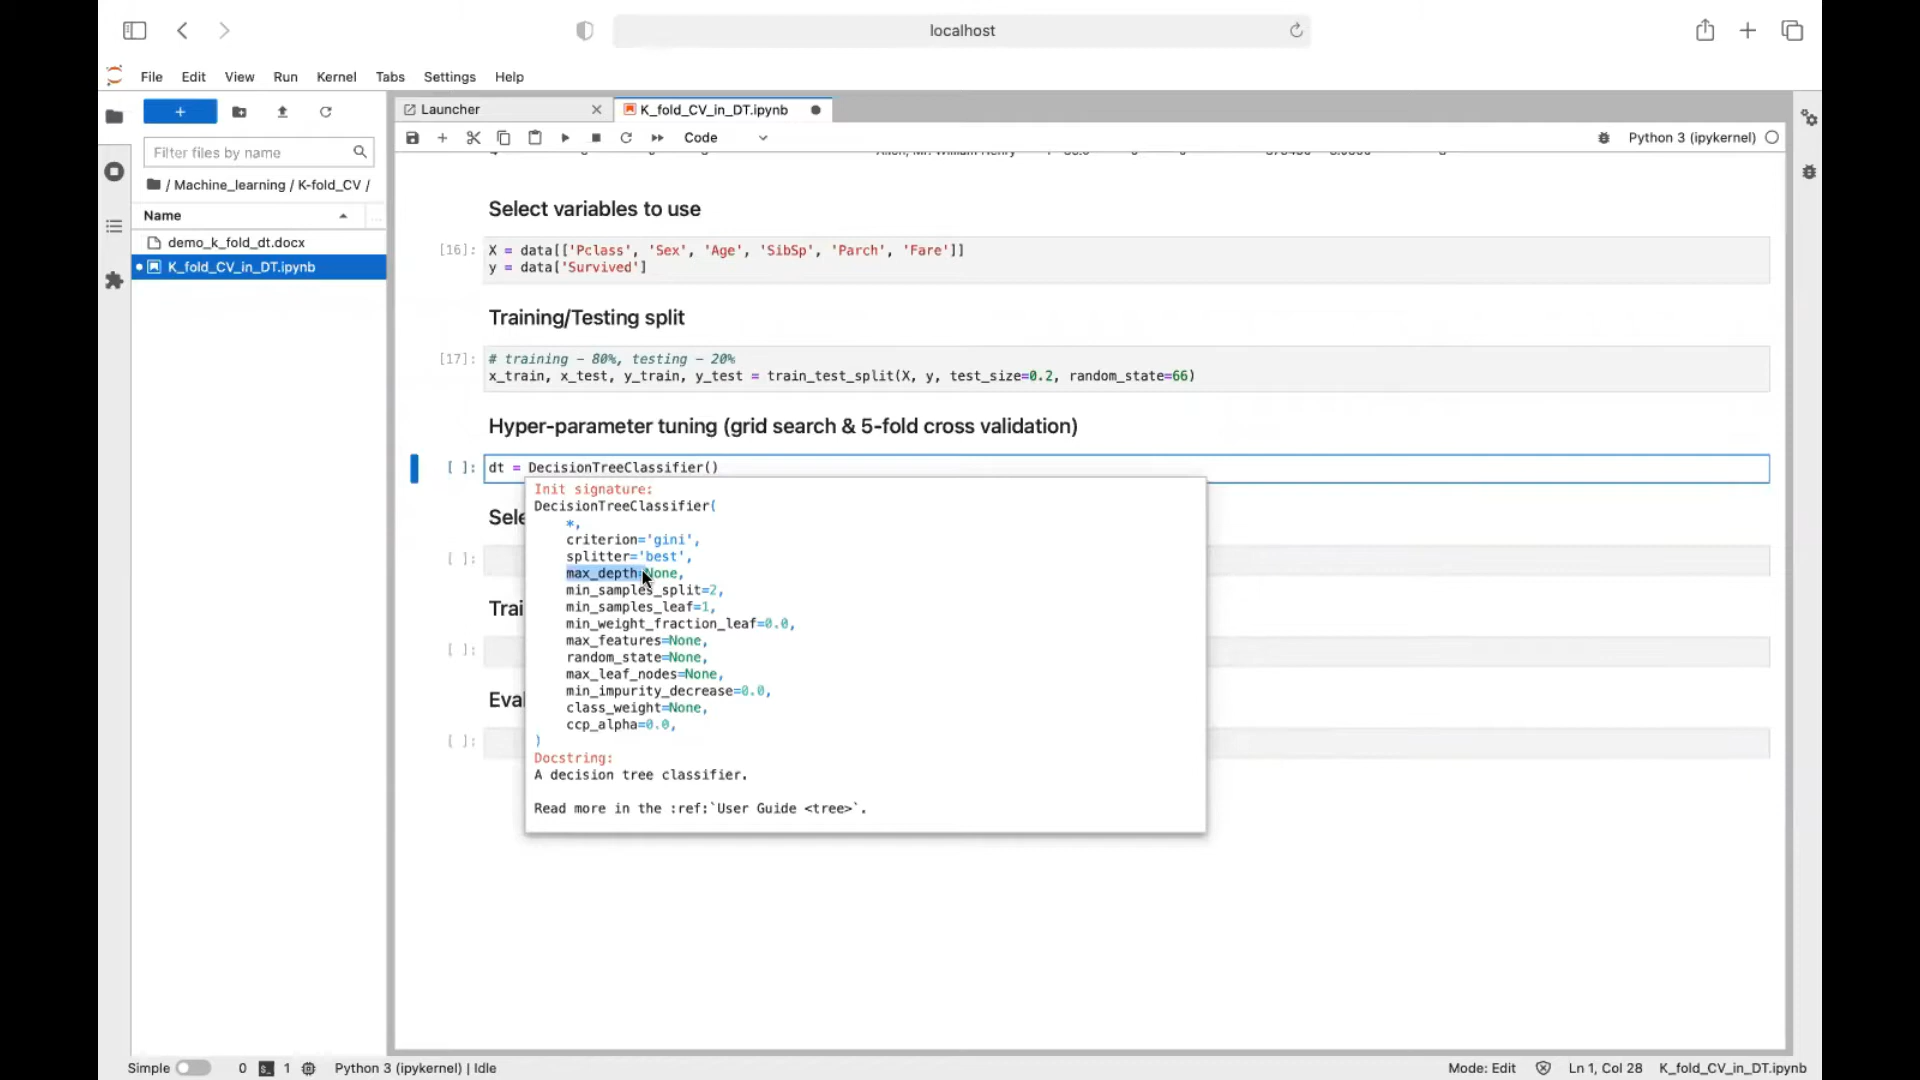 localhost
File Edit View Run Kernel Tabs Settings Help
Launcher
K_fold_CV_in_DT.ipynb
Code
Python 3 (ipykernel)
Filter files by name
/ Machine_learning / K-fold_CV /
Name
demo_k_fold_dt.docx
K_fold_CV_in_DT.ipynb
Select variables to use
[16]: X = data[['Pclass', 'Sex', 'Age', 'SibSp', 'Parch', 'Fare']]
y = data['Survived']
Training/Testing split
[17]: # training – 80%, testing – 20%
x_train, x_test, y_train, y_test = train_test_split(X, y, test_size=0.2, random_state=66)
Hyper-parameter tuning (grid search & 5-fold cross validation)
[ ]: dt = DecisionTreeClassifier()
Init signature:
DecisionTreeClassifier(
*,
criterion='gini',
splitter='best',
max_depth=None,
min_samples_split=2,
min_samples_leaf=1,
min_weight_fraction_leaf=0.0,
max_features=None,
random_state=None,
max_leaf_nodes=None,
min_impurity_decrease=0.0,
class_weight=None,
ccp_alpha=0.0,
)
Docstring:
A decision tree classifier.
Read more in the :ref:`User Guide <tree>`.
Sele
[ ]:
Trai
[ ]:
Eval
[ ]:
Simple 0 1 Python 3 (ipykernel) | Idle
Mode: Edit Ln 1, Col 28 K_fold_CV_in_DT.ipynb